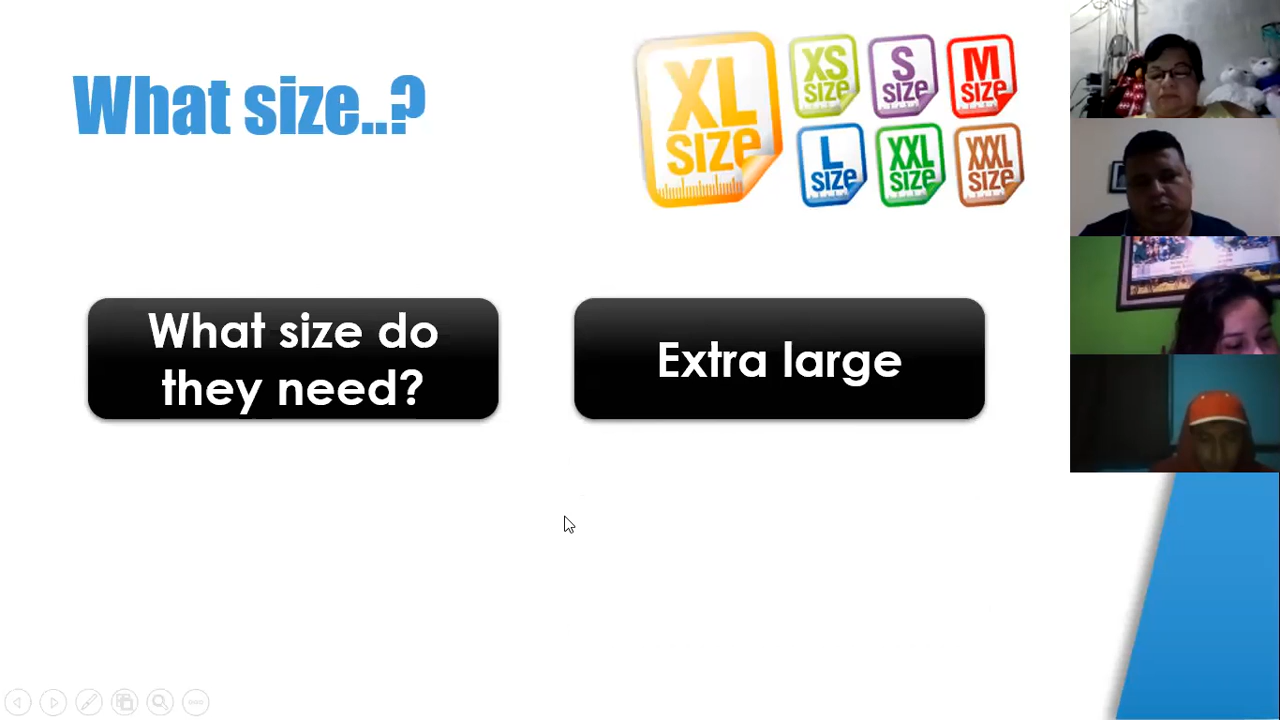 What size..?
XL
size
XS
size
S
size
M
size
L
size
XXL
size
XXXL
size
What size do
they need?
Extra large